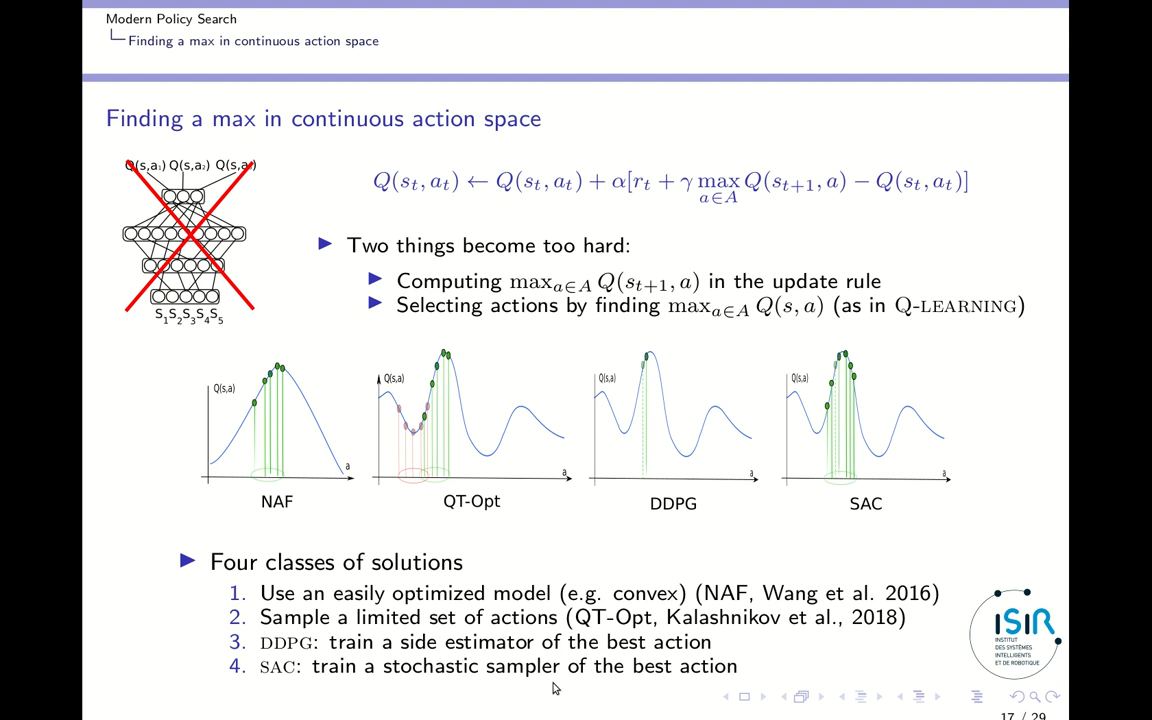 Modern Policy Search
Finding a max in continuous action space
Finding a max in continuous action space
Q(s,a₁) Q(s,a₂) Q(s,a
Q(s_t, a_t) ← Q(s_t, a_t) + α[r_t + γ max_{a∈A} Q(s_{t+1}, a) − Q(s_t, a_t)]
Two things become too hard:
Computing max_{a∈A} Q(s_{t+1}, a) in the update rule
Selecting actions by finding max_{a∈A} Q(s, a) (as in Q-LEARNING)
S₁S₂S₃S₄S₅
Q(s,a) a
Q(s,a) a
Q(s,a) a
Q(s,a) a
NAF QT-Opt DDPG SAC
Four classes of solutions
1. Use an easily optimized model (e.g. convex) (NAF, Wang et al. 2016)
2. Sample a limited set of actions (QT-Opt, Kalashnikov et al., 2018)
3. DDPG: train a side estimator of the best action
4. SAC: train a stochastic sampler of the best action
ISIR
INSTITUT
DES SYSTÈMES
INTELLIGENTS
ET DE ROBOTIQUE
17 / 29